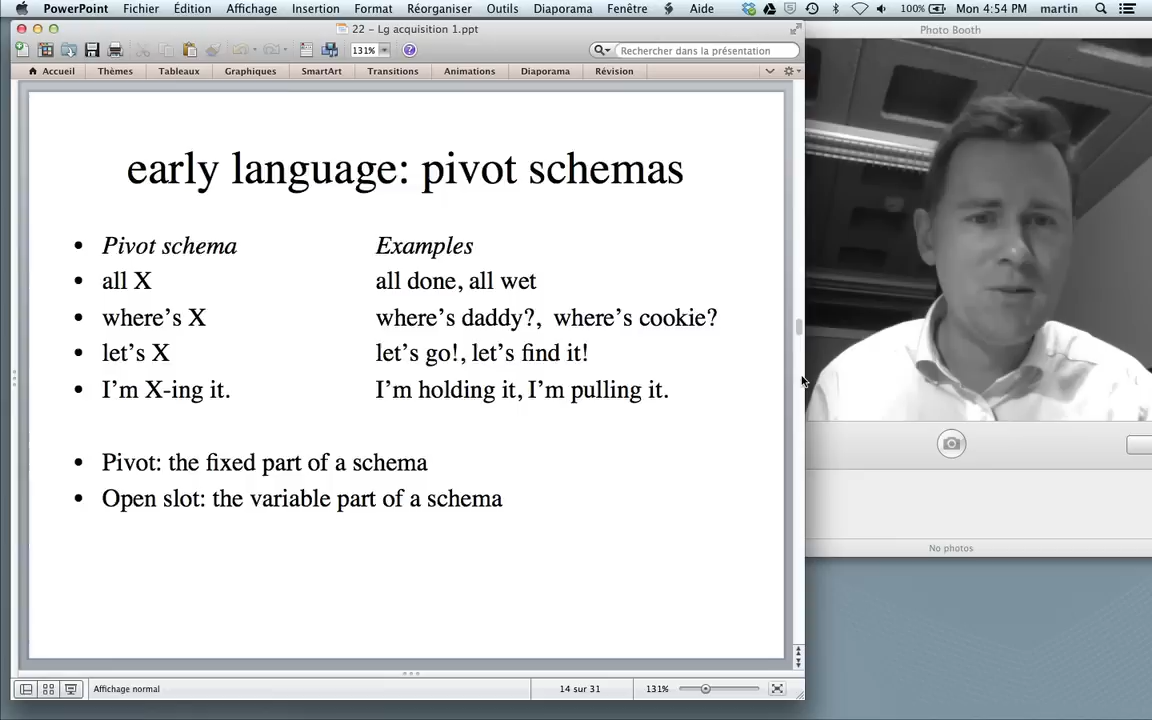 PowerPoint Fichier Édition Affichage Insertion Format Réorganiser Outils Diaporama Fenêtre Aide 100% Mon 4:54 PM martin
22 - Lg acquisition 1.ppt
Photo Booth
131%
Rechercher dans la présentation
Accueil Thèmes Tableaux Graphiques SmartArt Transitions Animations Diaporama Révision
early language: pivot schemas
• Pivot schema Examples
• all X all done, all wet
• where's X where's daddy?, where's cookie?
• let's X let's go!, let's find it!
• I'm X-ing it. I'm holding it, I'm pulling it.
• Pivot: the fixed part of a schema
• Open slot: the variable part of a schema
No photos
Affichage normal 14 sur 31 131%